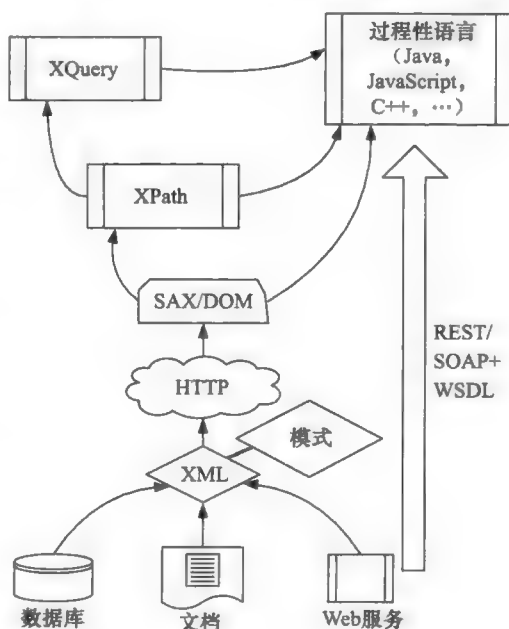 XQuery
过程性语言
（Java，
JavaScript，
C++，…）
XPath
SAX/DOM
REST/
SOAP+
WSDL
HTTP
模式
XML
数据库
文档
Web服务